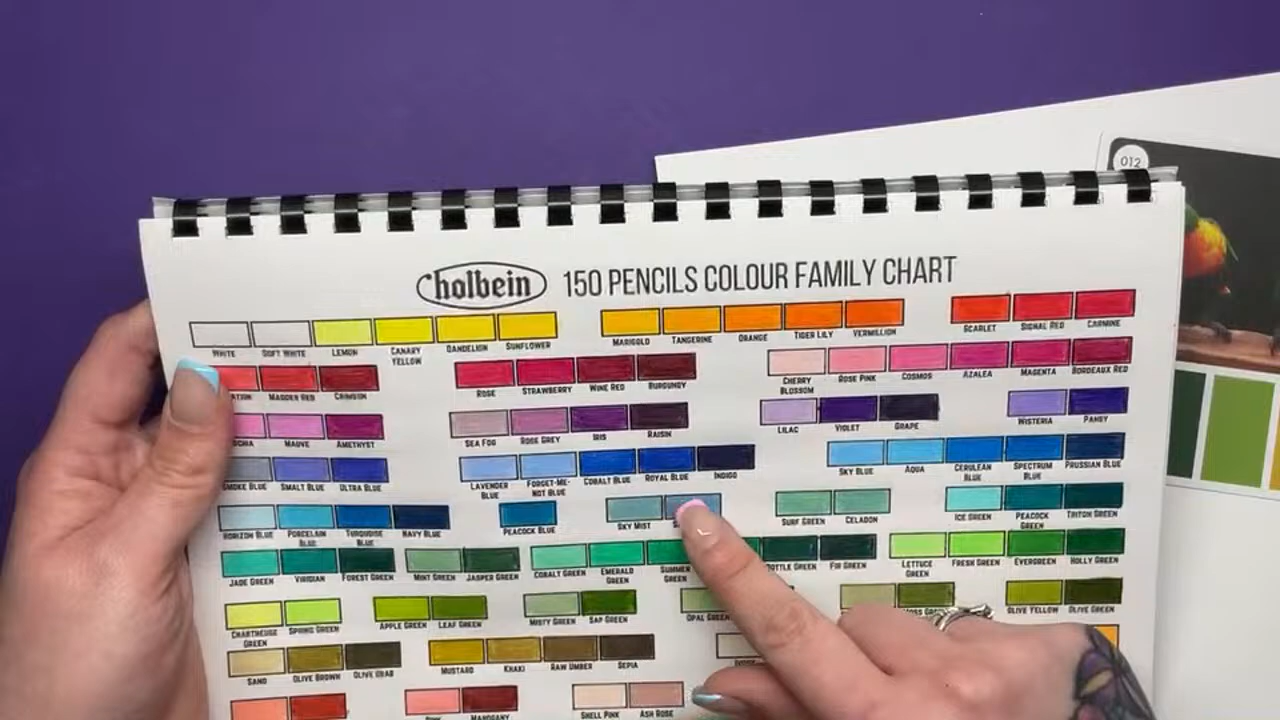 012
holbein 150 PENCILS COLOUR FAMILY CHART
WHITE SOFT WHITE LEMON CANARY YELLOW DANDELION SUNFLOWER MARIGOLD TANGERINE ORANGE TIGER LILY VERMILLION SCARLET SIGNAL RED CARMINE
MADDER RED CRIMSON ROSE STRAWBERRY WINE RED BURGUNDY CHERRY BLOSSOM ROSE PINK COSMOS AZALEA MAGENTA BORDEAUX RED
MAUVE AMETHYST SEA FOG ROSE GREY IRIS RAISIN LILAC VIOLET GRAPE WISTERIA PANSY
SMOKE BLUE SMALT BLUE ULTRA BLUE LAVENDER BLUE FORGET-ME-NOT BLUE COBALT BLUE ROYAL BLUE INDIGO SKY BLUE AQUA CERULEAN BLUE SPECTRUM BLUE PRUSSIAN BLUE
HORIZON BLUE PORCELAIN BLUE TURQUOISE BLUE NAVY BLUE PEACOCK BLUE SKY MIST SURF GREEN CELADON ICE GREEN PEACOCK GREEN TRITON GREEN
JADE GREEN VIRIDIAN FOREST GREEN MINT GREEN JASPER GREEN COBALT GREEN EMERALD GREEN SUMMER GREEN BOTTLE GREEN FIR GREEN LETTUCE GREEN FRESH GREEN EVERGREEN HOLLY GREEN
CHARTREUSE GREEN SPRING GREEN APPLE GREEN LEAF GREEN MISTY GREEN SAP GREEN OPAL GREEN MOSS GREEN OLIVE YELLOW OLIVE GREEN
SAND OLIVE BROWN OLIVE DRAB MUSTARD KHAKI RAW UMBER SEPIA
MAHOGANY SHELL PINK ASH ROSE